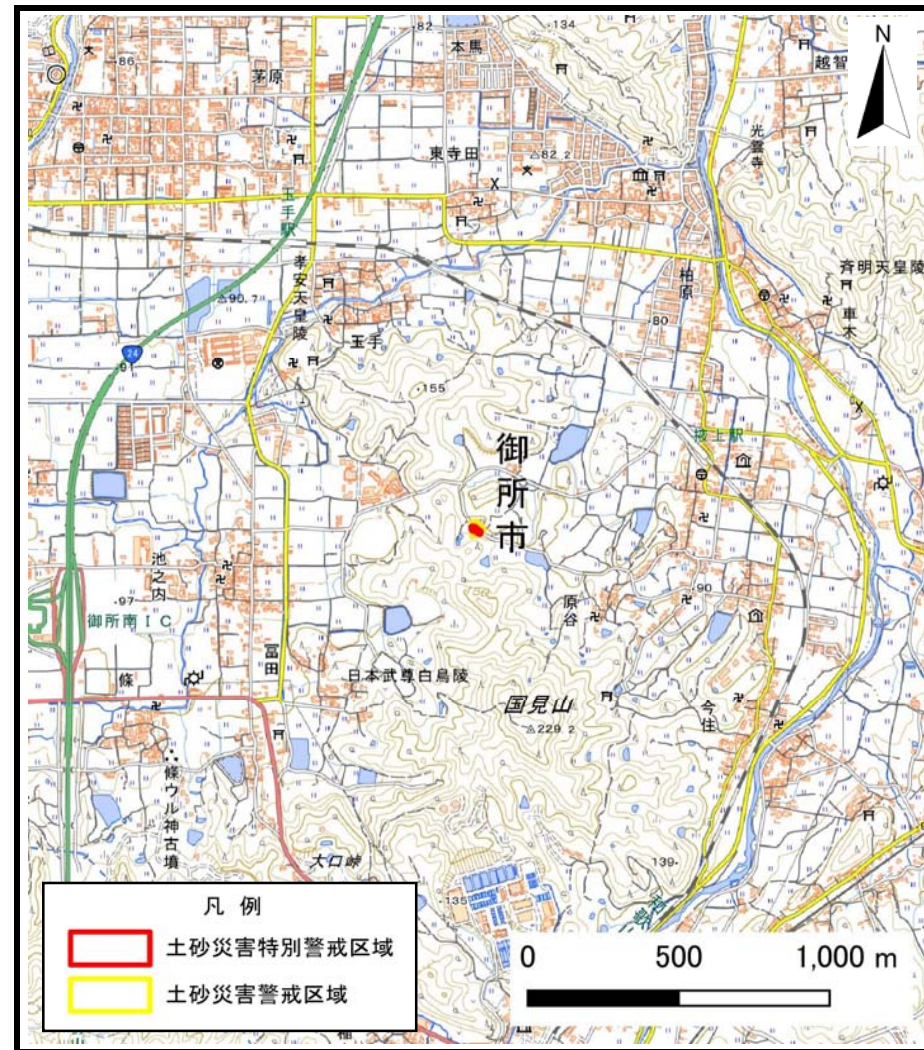 82
134
N
本馬
86
茅原
越智
光雲寺
東寺田
82.2
玉手駅
孝安天皇陵
斉明天皇陵
柏原
車木
90.7
80
玉手
24
91
155
御所市
掖上駅
池之内
原谷
90
97
御所南IC
冨田
日本武尊白鳥陵
條
国見山
今住
229.2
條ウル神古墳
大口峠
139
135
凡 例
土砂災害特別警戒区域
土砂災害警戒区域
0 500 1,000 m